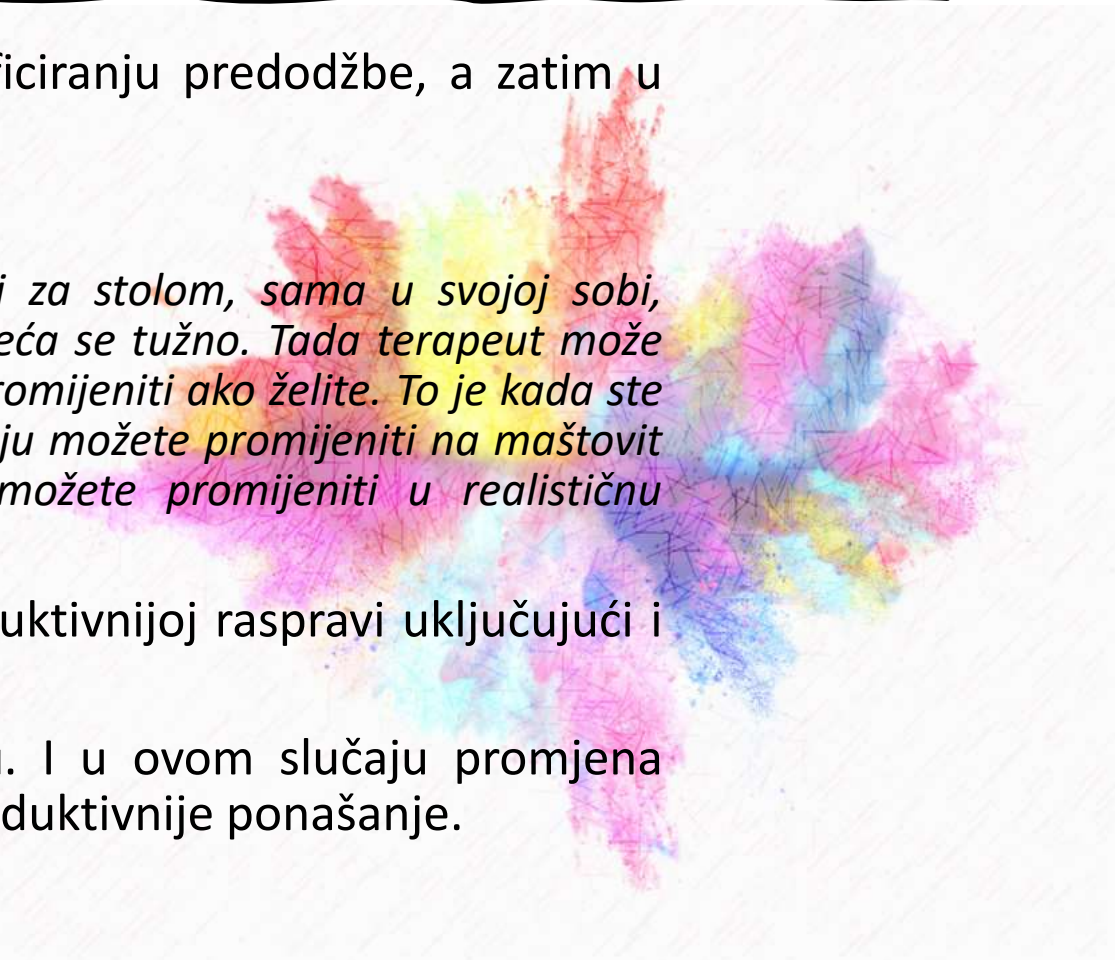 ficiranju predodžbe, a zatim u
i za stolom, sama u svojoj sobi,
eća se tužno. Tada terapeut može
romijeniti ako želite. To je kada ste
ju možete promijeniti na maštovit
možete promijeniti u realističnu
uktivnijoj raspravi uključujući i
. I u ovom slučaju promjena
duktivnije ponašanje.